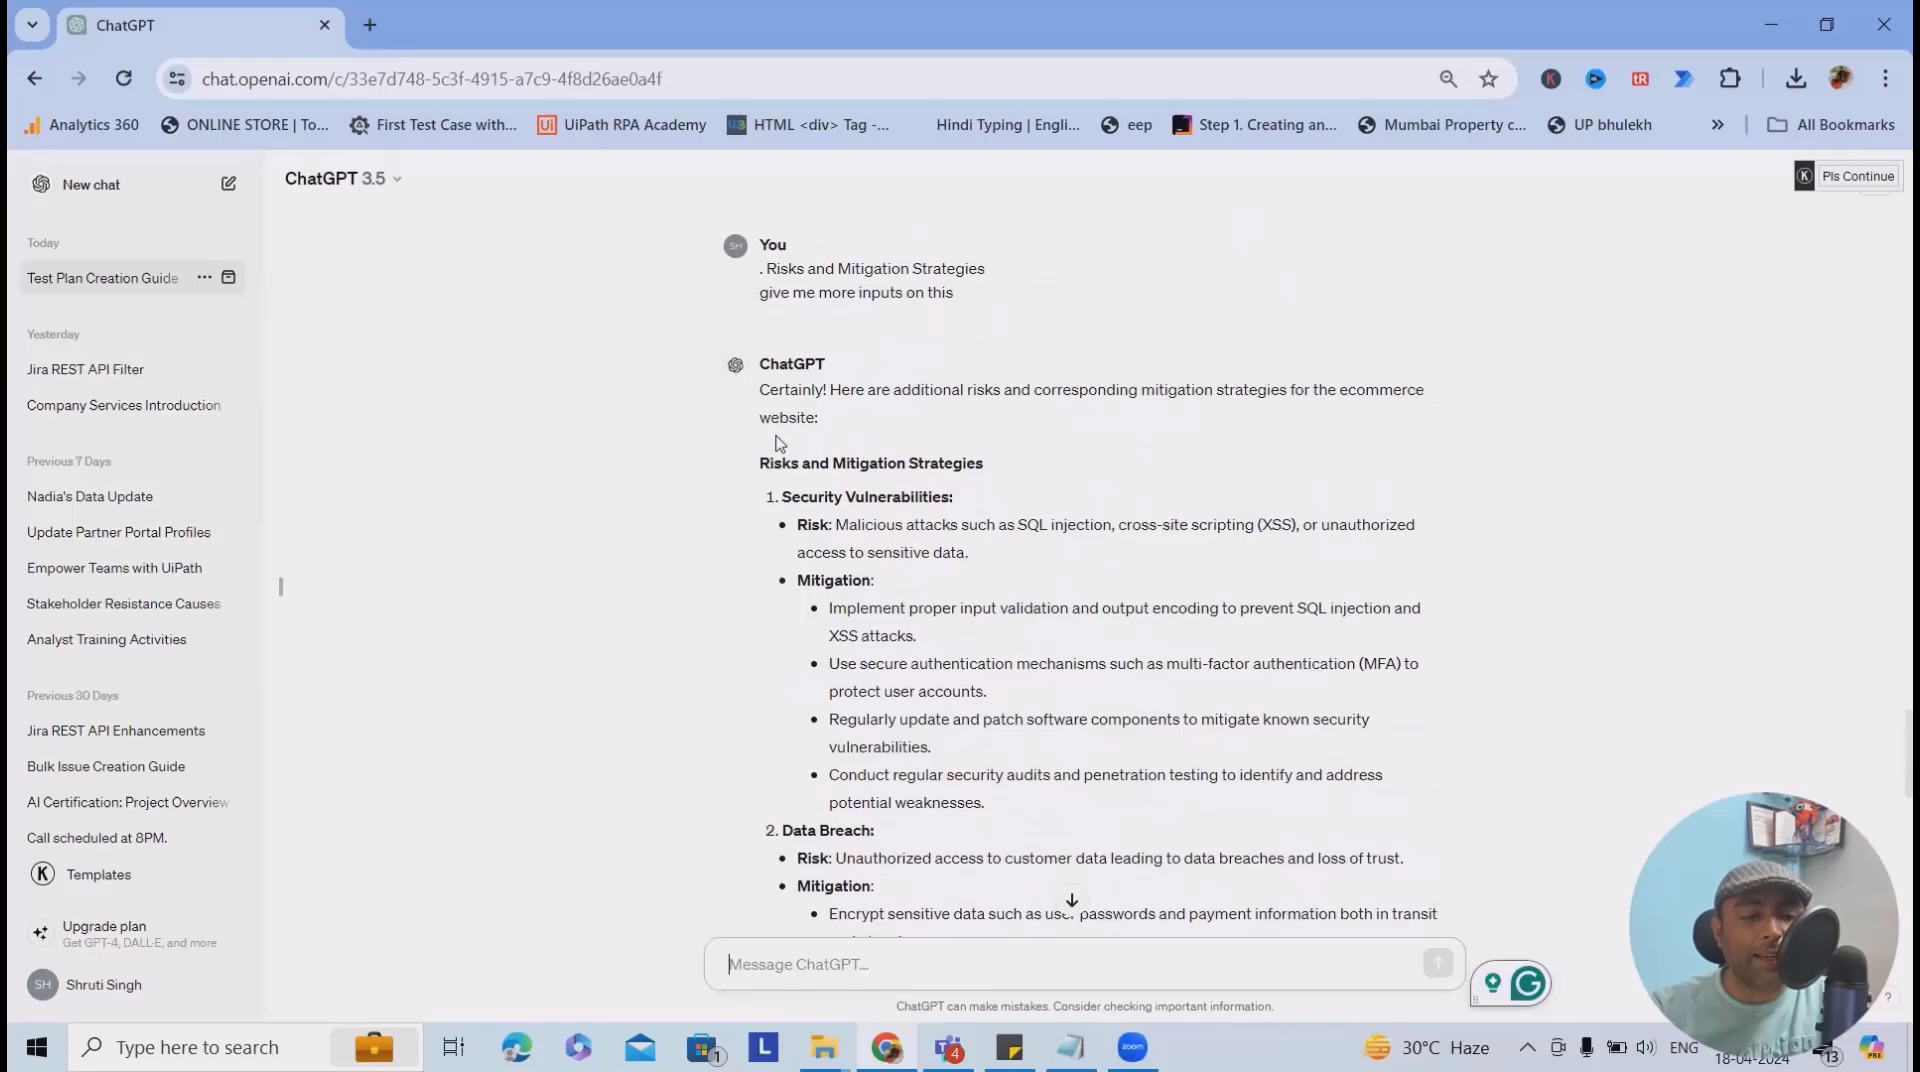 ChatGPT
chat.openai.com/c/33e7d748-5c3f-4915-a7c9-4f8d26ae0a4f
Analytics 360
ONLINE STORE | To...
First Test Case with...
Ui
UiPath RPA Academy
HTML <div> Tag -...
Hindi Typing | Engli...
eep
Step 1. Creating an...
Mumbai Property c...
UP bhulekh
All Bookmarks
New chat
ChatGPT 3.5
Pls Continue
Today
Test Plan Creation Guide
Yesterday
Jira REST API Filter
Company Services Introduction
Previous 7 Days
Nadia's Data Update
Update Partner Portal Profiles
Empower Teams with UiPath
Stakeholder Resistance Causes
Analyst Training Activities
Previous 30 Days
Jira REST API Enhancements
Bulk Issue Creation Guide
AI Certification: Project Overview
Call scheduled at 8PM.
K
Templates
Upgrade plan
Get GPT-4, DALL·E, and more
SH
Shruti Singh
SH
You
. Risks and Mitigation Strategies
give me more inputs on this
ChatGPT
Certainly! Here are additional risks and corresponding mitigation strategies for the ecommerce
website:
Risks and Mitigation Strategies
1. Security Vulnerabilities:
• Risk: Malicious attacks such as SQL injection, cross-site scripting (XSS), or unauthorized
access to sensitive data.
• Mitigation:
• Implement proper input validation and output encoding to prevent SQL injection and
XSS attacks.
• Use secure authentication mechanisms such as multi-factor authentication (MFA) to
protect user accounts.
• Regularly update and patch software components to mitigate known security
vulnerabilities.
• Conduct regular security audits and penetration testing to identify and address
potential weaknesses.
2. Data Breach:
• Risk: Unauthorized access to customer data leading to data breaches and loss of trust.
• Mitigation:
• Encrypt sensitive data such as user passwords and payment information both in transit
Message ChatGPT...
ChatGPT can make mistakes. Consider checking important information.
?
Type here to search
1
L
4
zoom
30°C Haze
ENG
18-04-2024
13
PRE